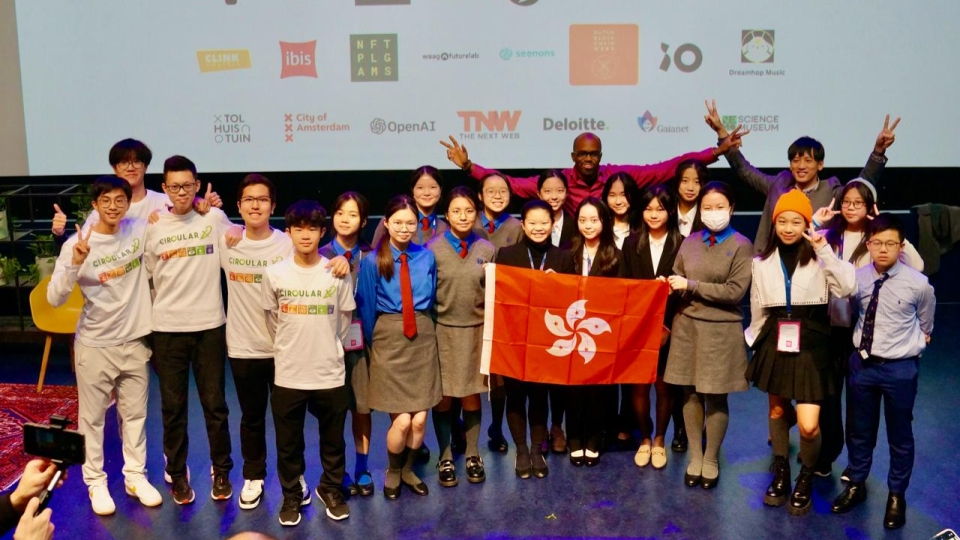 CLINK
ibis
NFT
PLG
AMS
waag futurelab
seenons
Dreamhop Music
TOL
HUIS
TUIN
City of
Amsterdam
OpenAI
TNW
THE NEXT WEB
Deloitte.
Gaianet
SCIENCE
MUSEUM
CIRCULAR
CIRCULAR
CIRCULAR
CIRCULAR